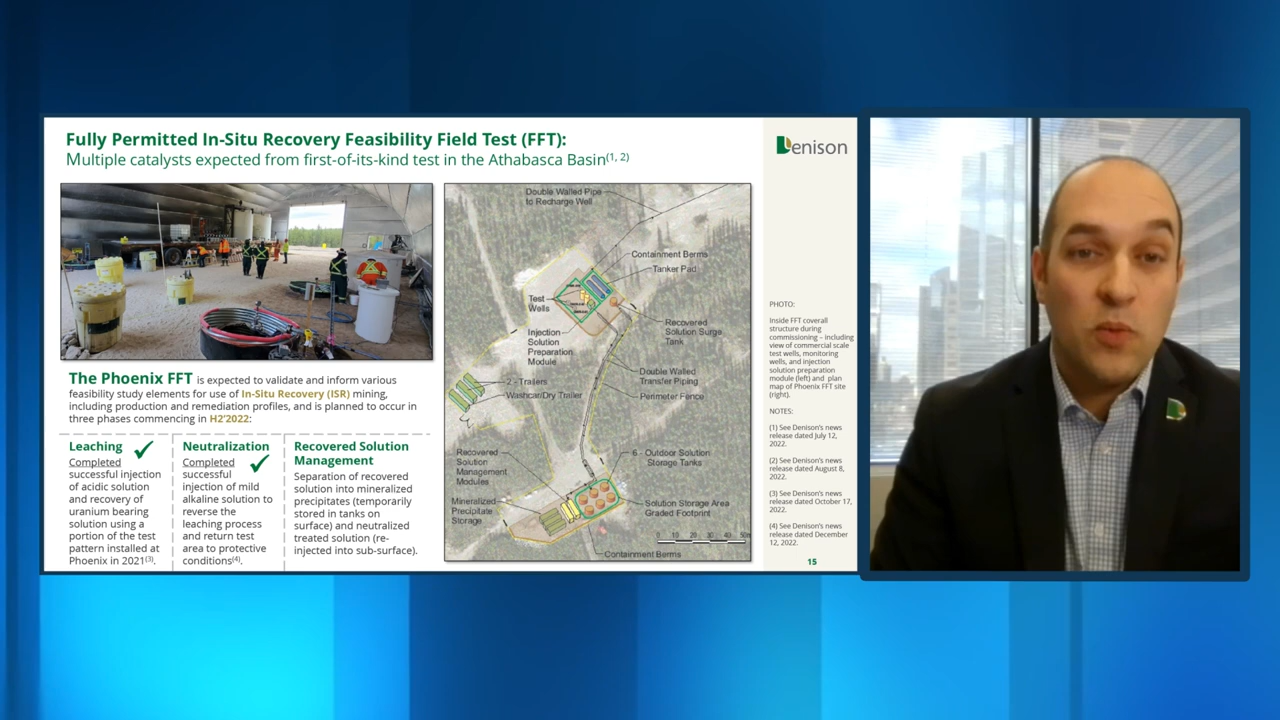 Fully Permitted In-Situ Recovery Feasibility Field Test (FFT):
Multiple catalysts expected from first-of-its-kind test in the Athabasca Basin(1, 2)
Denison
Double Walled Pipe
to Recharge Well
Containment Berms
Tanker Pad
Test
Wells
Recovered
Solution Surge
Tank
Injection
Solution
Preparation
Module
Double Walled
Transfer Piping
2 - Trailers
Washcar/Dry Trailer
Perimeter Fence
Recovered
Solution
Management
Modules
6 - Outdoor Solution
Storage Tanks
Mineralized
Precipitate
Storage
Solution Storage Area
Graded Footprint
0 10 20 30 40 50m
Containment Berms
The Phoenix FFT is expected to validate and inform various
feasibility study elements for use of In-Situ Recovery (ISR) mining,
including production and remediation profiles, and is planned to occur in
three phases commencing in H2'2022:
Leaching
Completed
successful injection
of acidic solution
and recovery of
uranium bearing
solution using a
portion of the test
pattern installed at
Phoenix in 2021(3).
Neutralization
Completed
successful
injection of mild
alkaline solution to
reverse the
leaching process
and return test
area to protective
conditions(4).
Recovered Solution
Management
Separation of recovered
solution into mineralized
precipitates (temporarily
stored in tanks on
surface) and neutralized
treated solution (re-
injected into sub-surface).
PHOTO:
Inside FFT coverall
structure during
commissioning – including
view of commercial scale
test wells, monitoring
wells, and injection
solution preparation
module (left) and plan
map of Phoenix FFT site
(right).
NOTES:
(1) See Denison's news
release dated July 12,
2022.
(2) See Denison's news
release dated August 8,
2022.
(3) See Denison's news
release dated October 17,
2022.
(4) See Denison's news
release dated December
12, 2022.
15